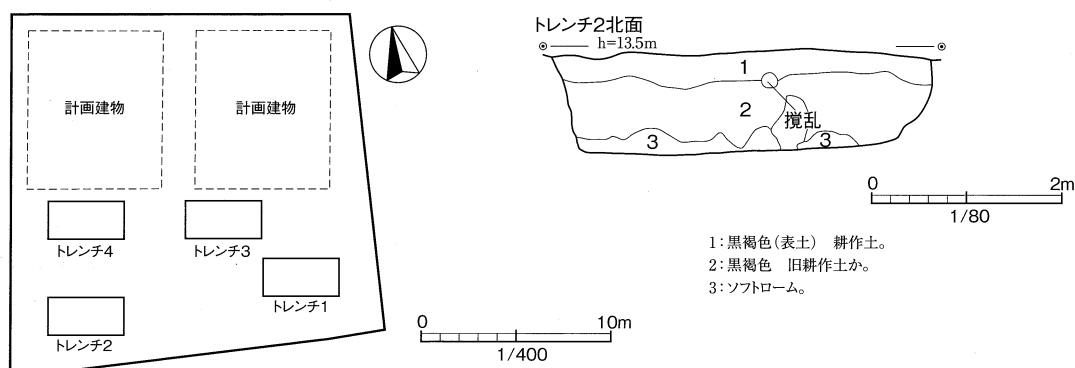 計画建物
計画建物
トレンチ4
トレンチ3
トレンチ1
トレンチ2
0 10m
1/400
トレンチ2北面
h=13.5m
1
2
撹乱
3
3
0 2m
1/80
1:黒褐色(表土) 耕作土。
2:黒褐色 旧耕作土か。
3:ソフトローム。